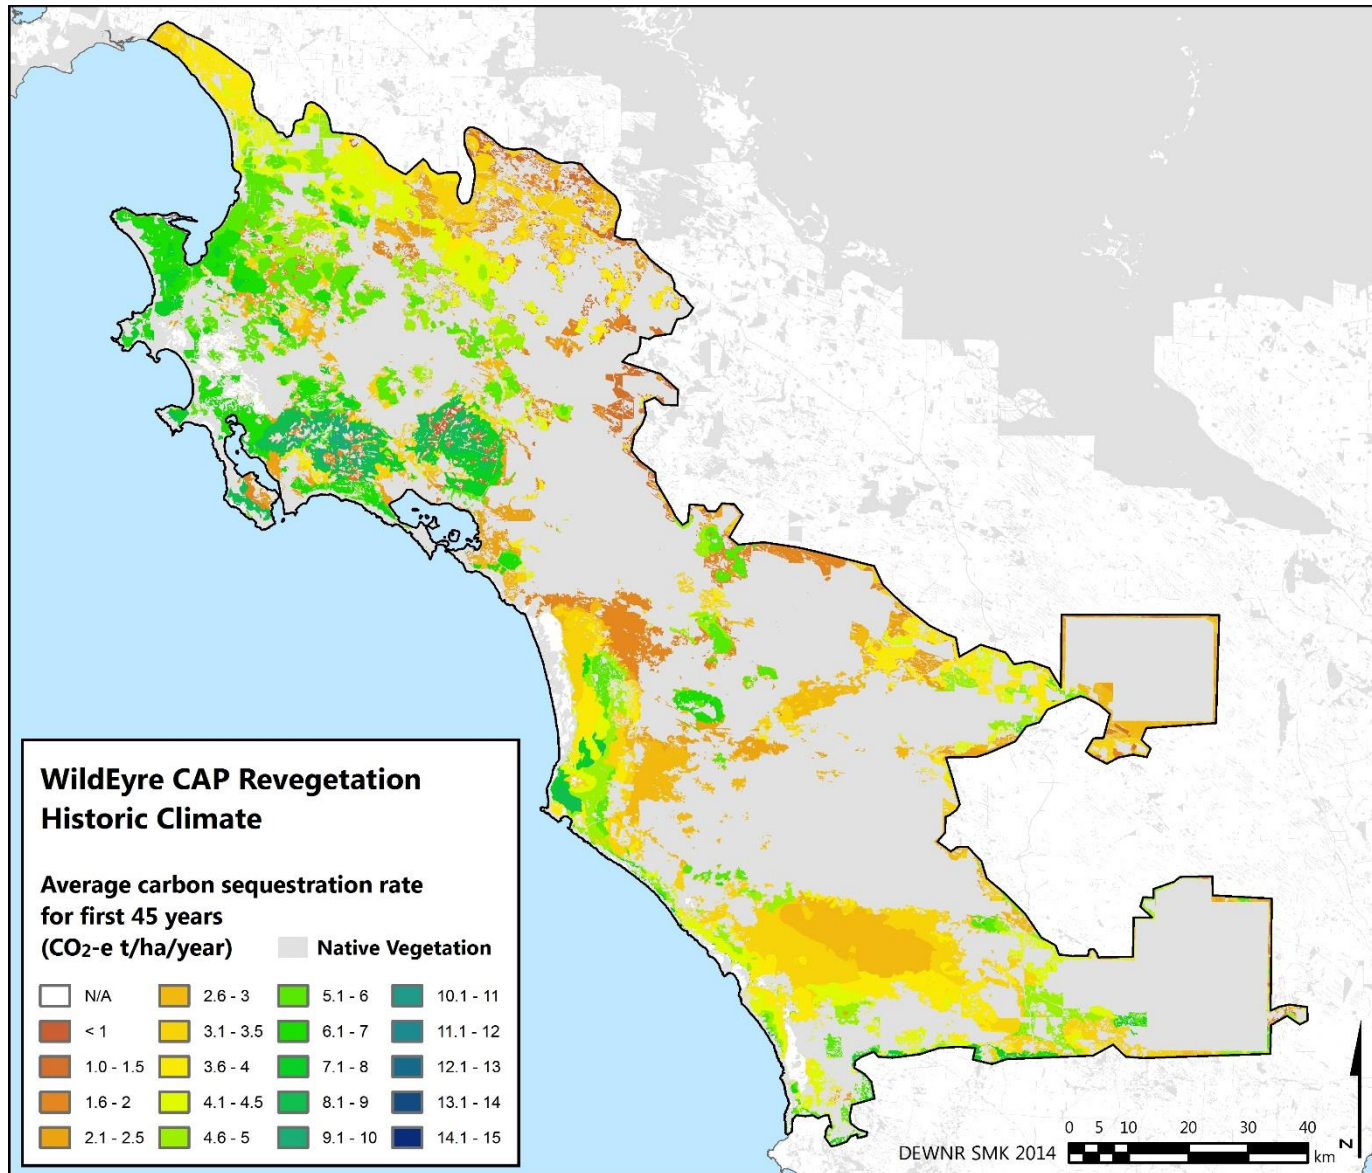 WildEyre CAP Revegetation
Historic Climate
Average carbon sequestration rate
for first 45 years
(CO2-e t/ha/year)
Native Vegetation
N/A
< 1
1.0 - 1.5
1.6 - 2
2.1 - 2.5
2.6 - 3
3.1 - 3.5
3.6 - 4
4.1 - 4.5
4.6 - 5
5.1 - 6
6.1 - 7
7.1 - 8
8.1 - 9
9.1 - 10
10.1 - 11
11.1 - 12
12.1 - 13
13.1 - 14
14.1 - 15
DEWNR SMK 2014
0 5 10 20 30 40
km
N